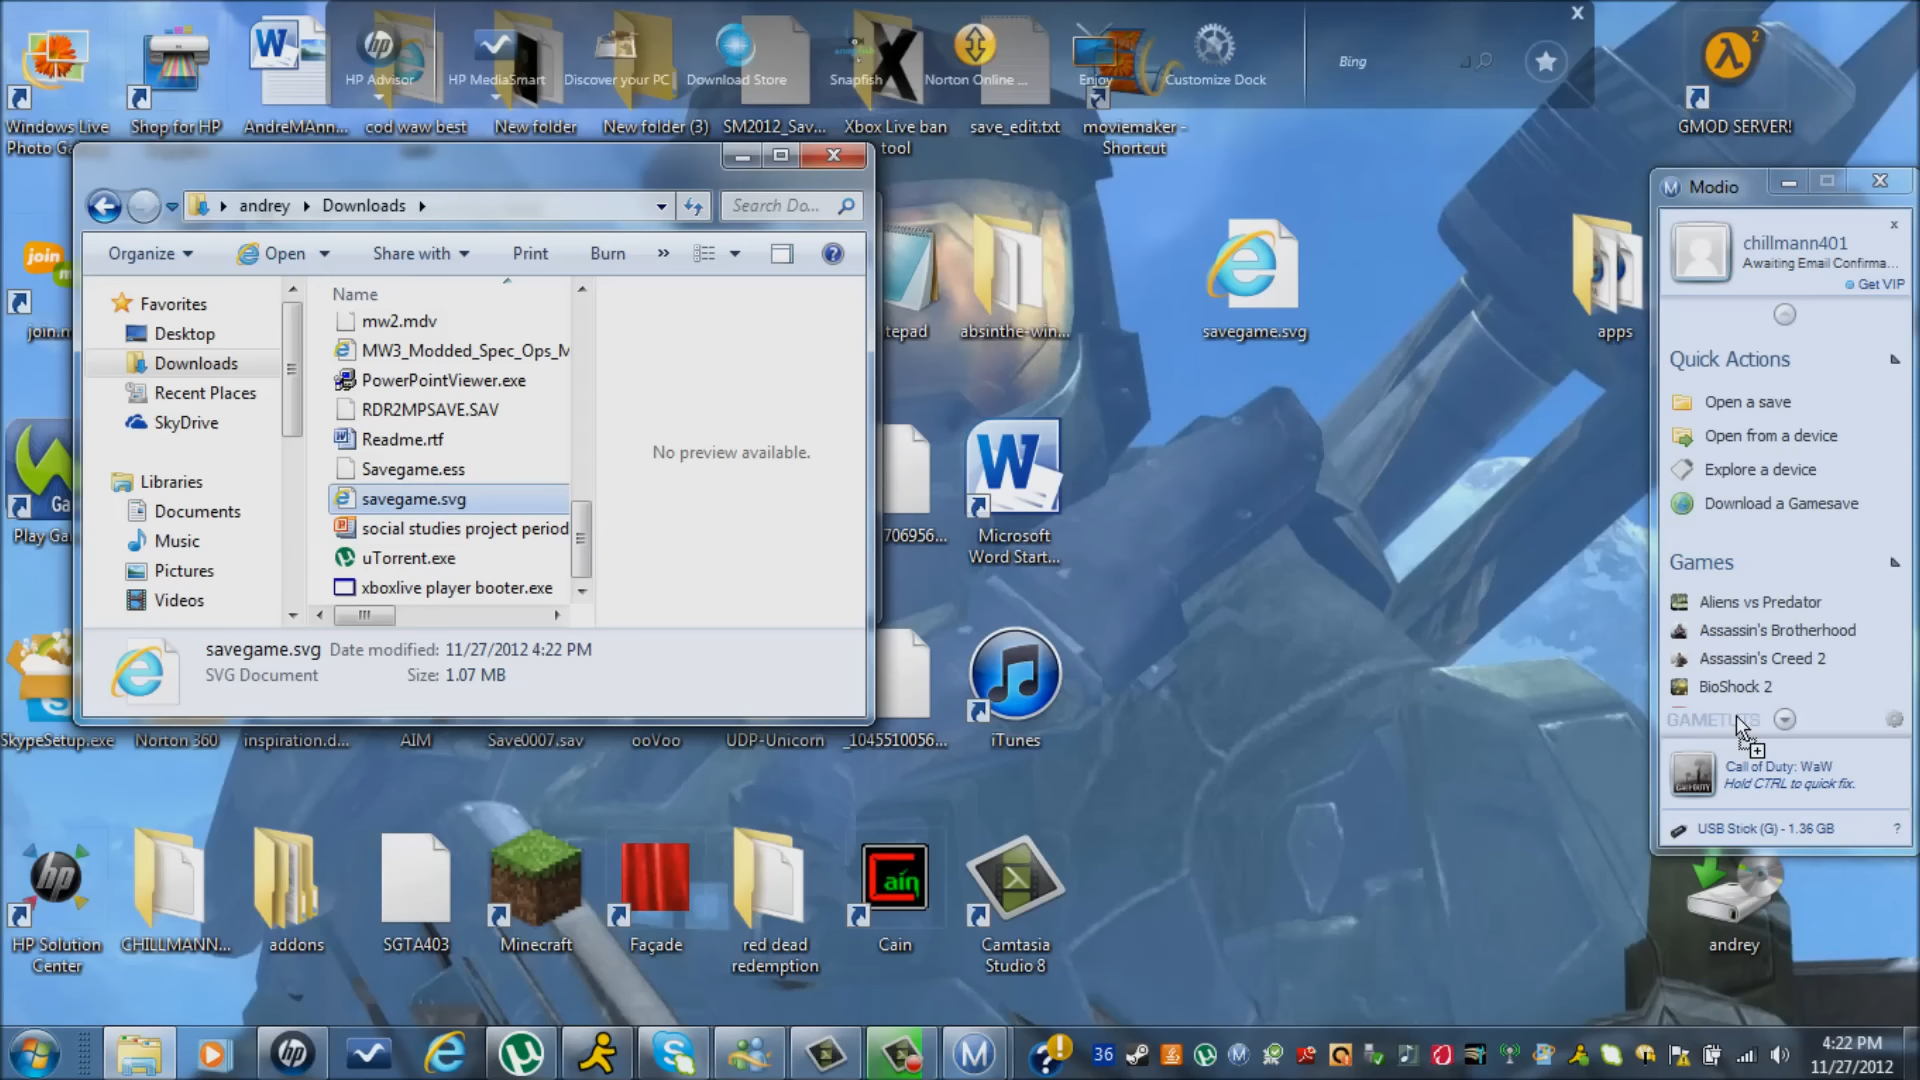 HP Advisor
HP MediaSmart
Discover your PC
Download Store
Snapfish
Norton Online ...
Enjoy
Customize Dock
Bing
x
Windows Live
Shop for HP
AndreMAnn...
cod waw best
New folder
New folder (3)
SM2012_Sav...
Xbox Live ban
tool
save_edit.txt
moviemaker -
Shortcut
GMOD SERVER!
andrey
Downloads
Search Do...
Organize
Open
Share with
Print
Burn
»
Favorites
Desktop
Downloads
Recent Places
SkyDrive
Libraries
Documents
Music
Pictures
Videos
Name
mw2.mdv
MW3_Modded_Spec_Ops_M
PowerPointViewer.exe
RDR2MPSAVE.SAV
Readme.rtf
Savegame.ess
savegame.svg
social studies project period
uTorrent.exe
xboxlive player booter.exe
No preview available.
savegame.svg Date modified: 11/27/2012 4:22 PM
SVG Document Size: 1.07 MB
join
join.m
tepad
absinthe-win...
savegame.svg
apps
Play Ga
706956...
Microsoft
Word Start...
Modio
chillmann401
Awaiting Email Confirma...
Get VIP
Quick Actions
Open a save
Open from a device
Explore a device
Download a Gamesave
Games
Aliens vs Predator
Assassin's Brotherhood
Assassin's Creed 2
BioShock 2
Call of Duty: WaW
Hold CTRL to quick fix.
USB Stick (G) - 1.36 GB
?
SkypeSetup.exe
Norton 360
inspiration.d...
AIM
Save0007.sav
ooVoo
UDP-Unicorn
_1045510056...
iTunes
HP Solution
Center
CHILLMANN...
addons
SGTA403
Minecraft
Façade
red dead
redemption
Cain
Cain
Camtasia
Studio 8
andrey
36
4:22 PM
11/27/2012